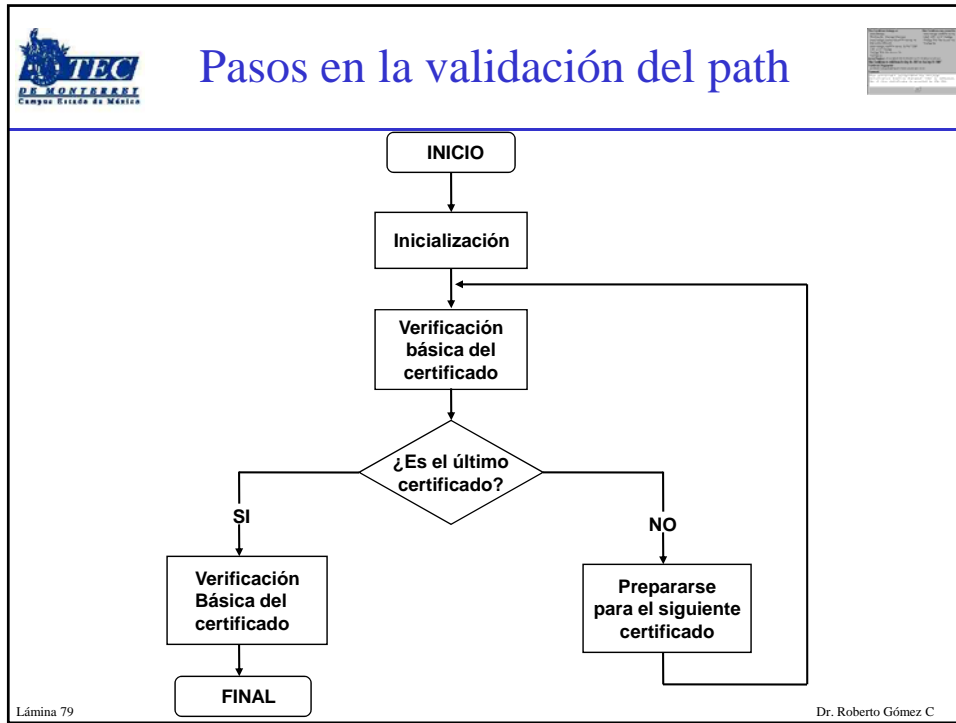 TEC
DE MONTERREY
Campus Estado de México
Pasos en la validación del path
INICIO
Inicialización
Verificación
básica del
certificado
¿Es el último
certificado?
SI
NO
Verificación
Básica del
certificado
Prepararse
para el siguiente
certificado
FINAL
Lámina 79
Dr. Roberto Gómez C